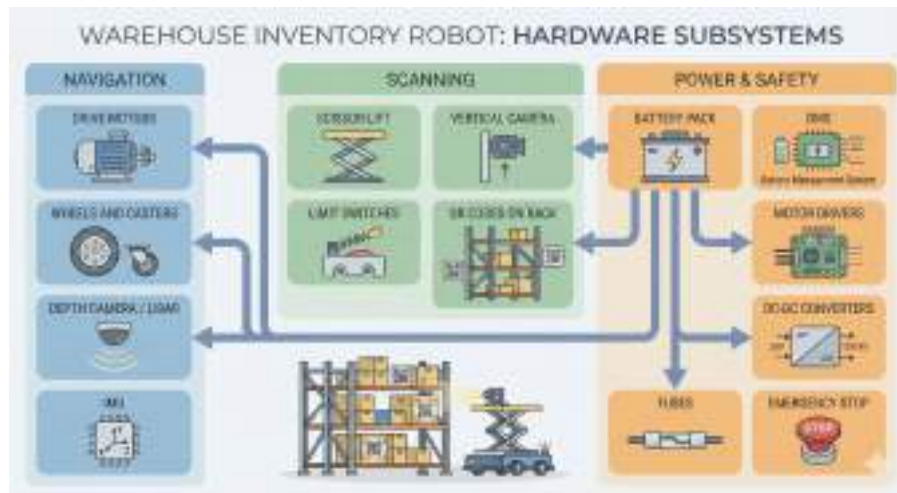 WAREHOUSE INVENTORY ROBOT: HARDWARE SUBSYSTEMS
NAVIGATION
DRIVE MOTORS
WHEELS AND CASTERS
DEPTH CAMERA / LIDAR
IMU
SCANNING
SCISSOR LIFT
VERTICAL CAMERA
LIMIT SWITCHES
QR CODES ON RACK
POWER & SAFETY
BATTERY PACK
BMS
Battery Management System
MOTOR DRIVERS
DC-DC CONVERTERS
FUSES
EMERGENCY STOP
STOP